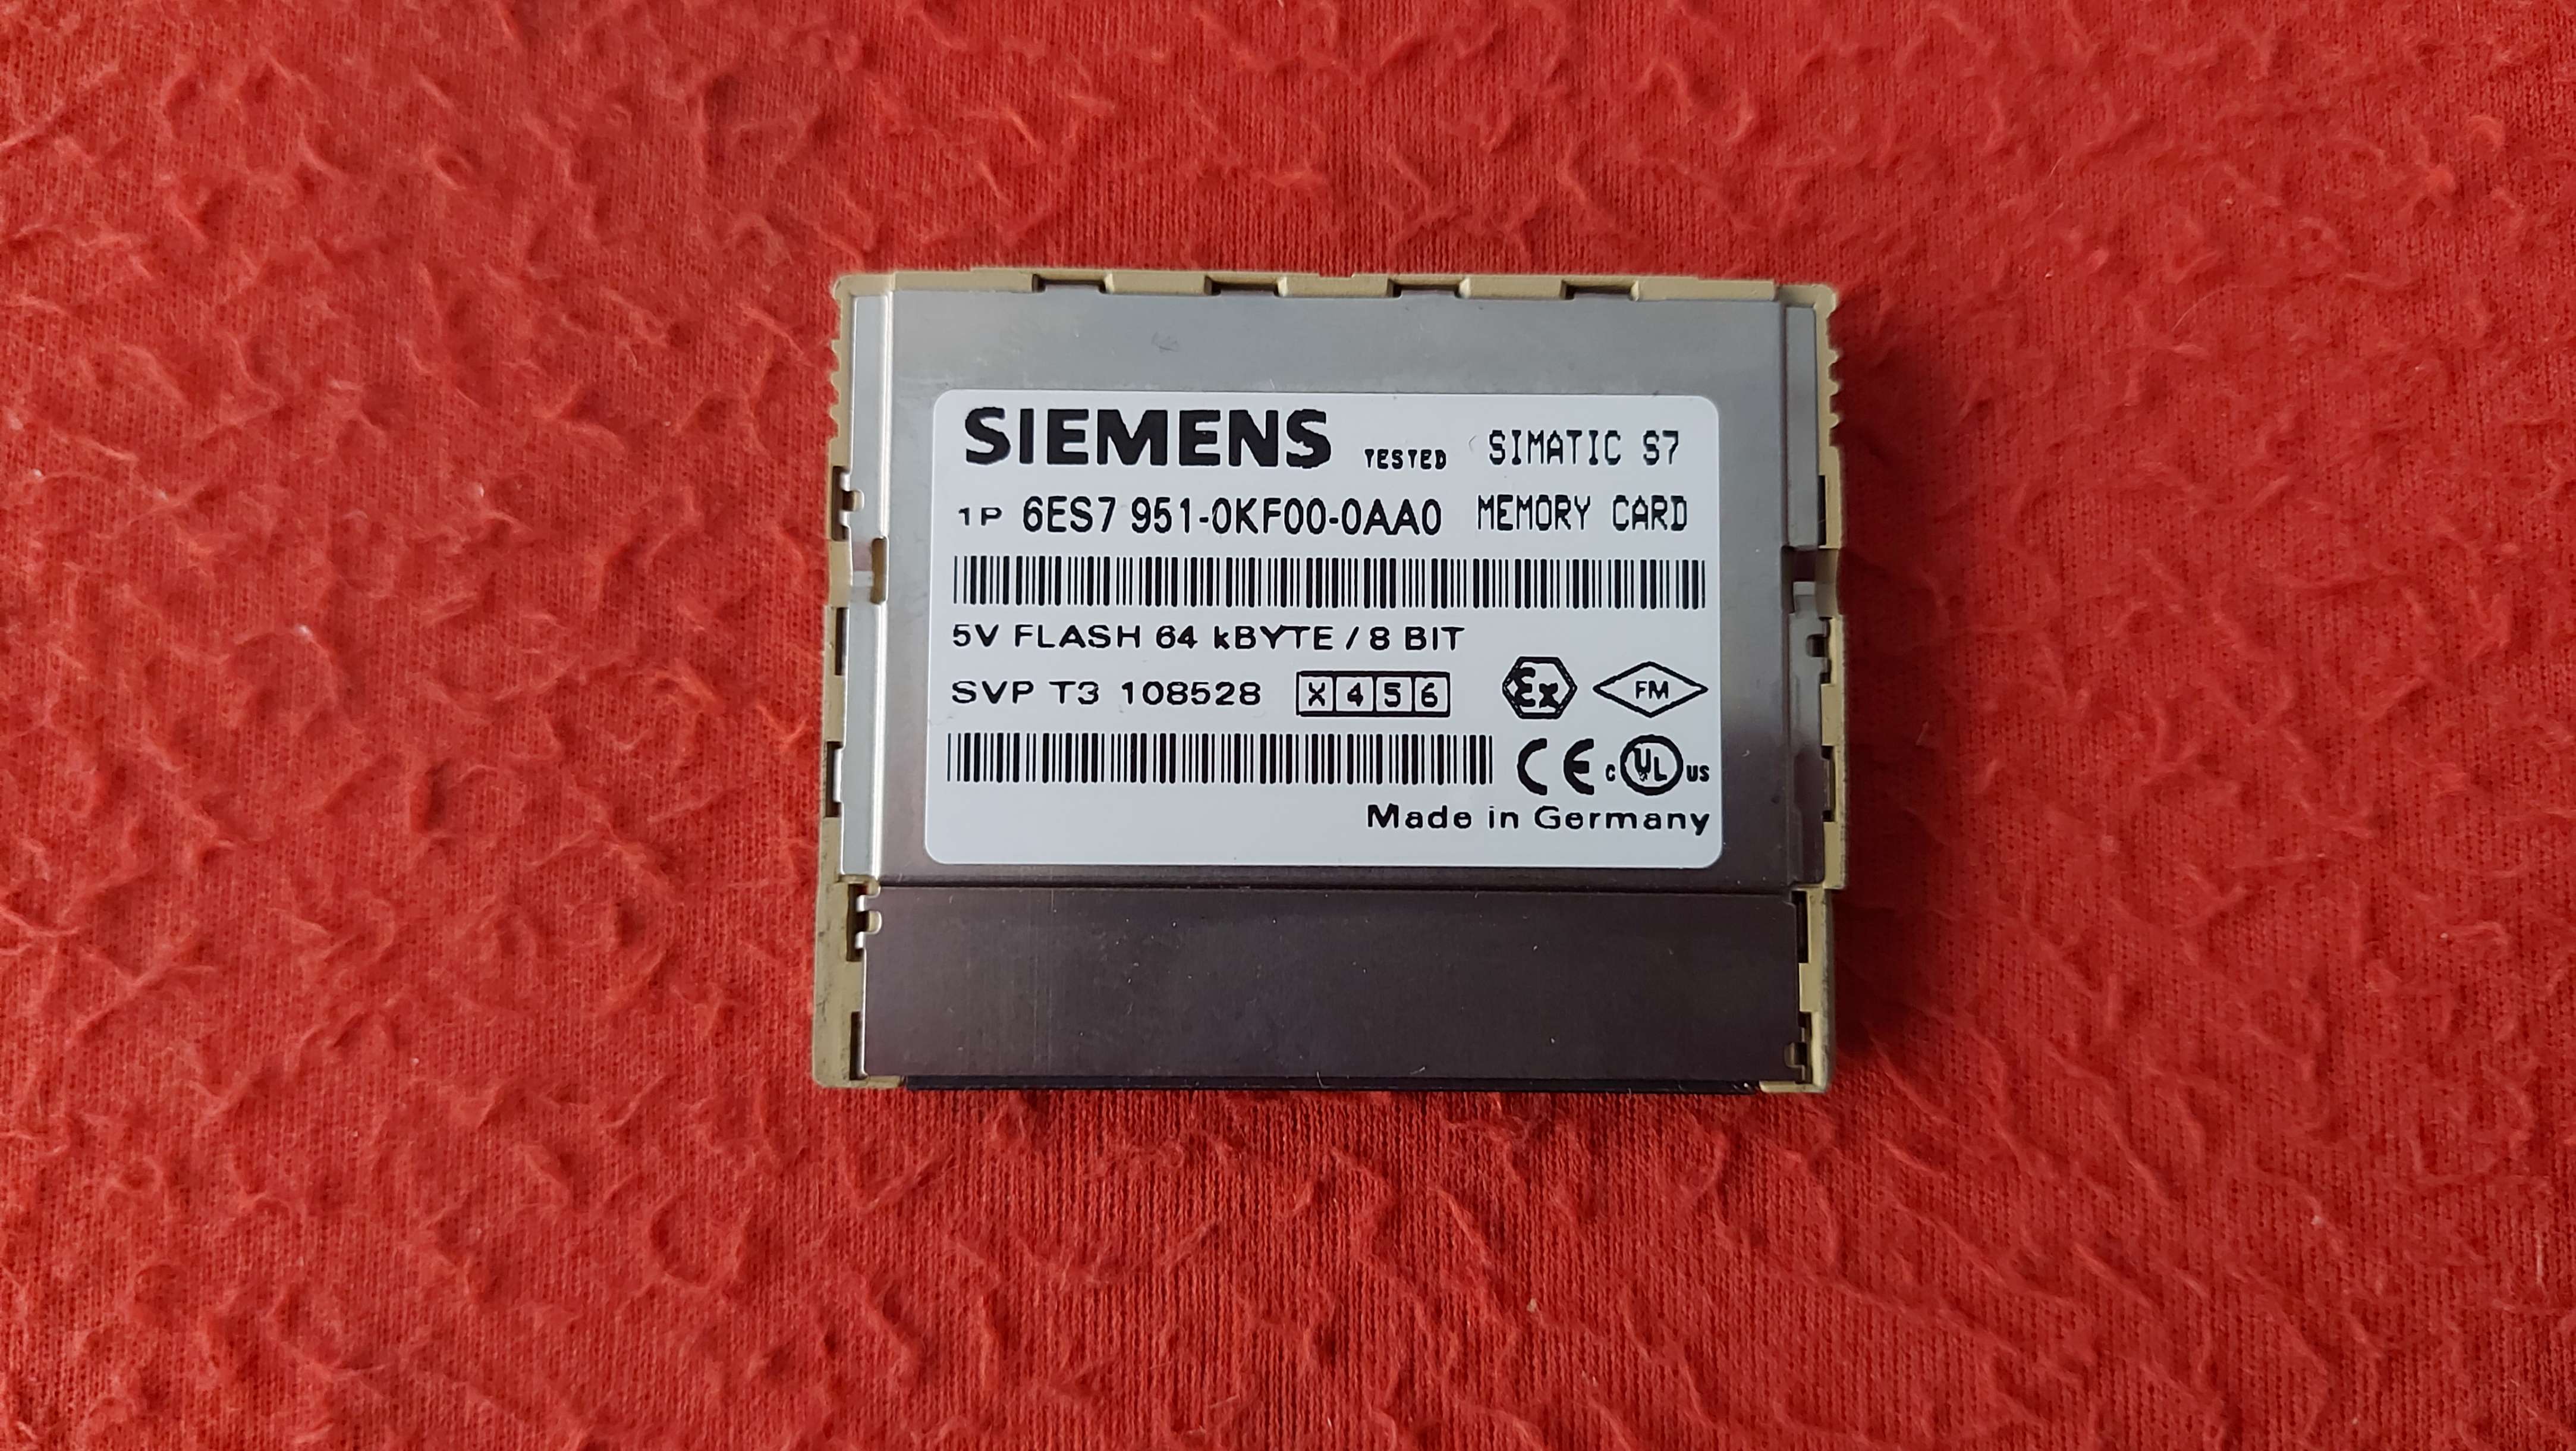 SIEMENS TESTED SIMATIC S7
1P 6ES7 951-0KF00-0AA0 MEMORY CARD
5V FLASH 64 kBYTE / 8 BIT
SVP T3 108528 X 4 5 6 Ex FM
CE c UL us
Made in Germany